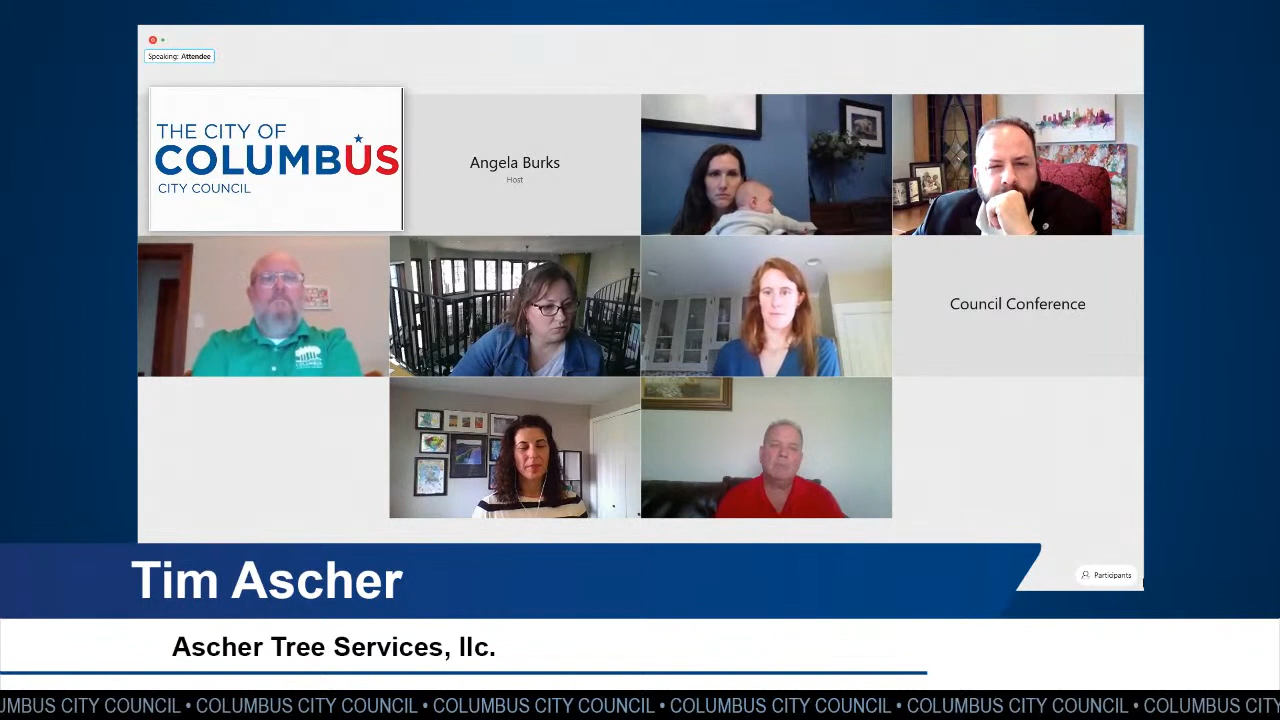 Speaking: Attendee
THE CITY OF
COLUMBUS
CITY COUNCIL
Angela Burks
Host
COLUMBUS
Council Conference
Participants
Tim Ascher
Ascher Tree Services, llc.
UMBUS CITY COUNCIL • COLUMBUS CITY COUNCIL • COLUMBUS CITY COUNCIL • COLUMBUS CITY COUNCIL • COLUMBUS CITY COUNCIL • COLUMBUS CITY